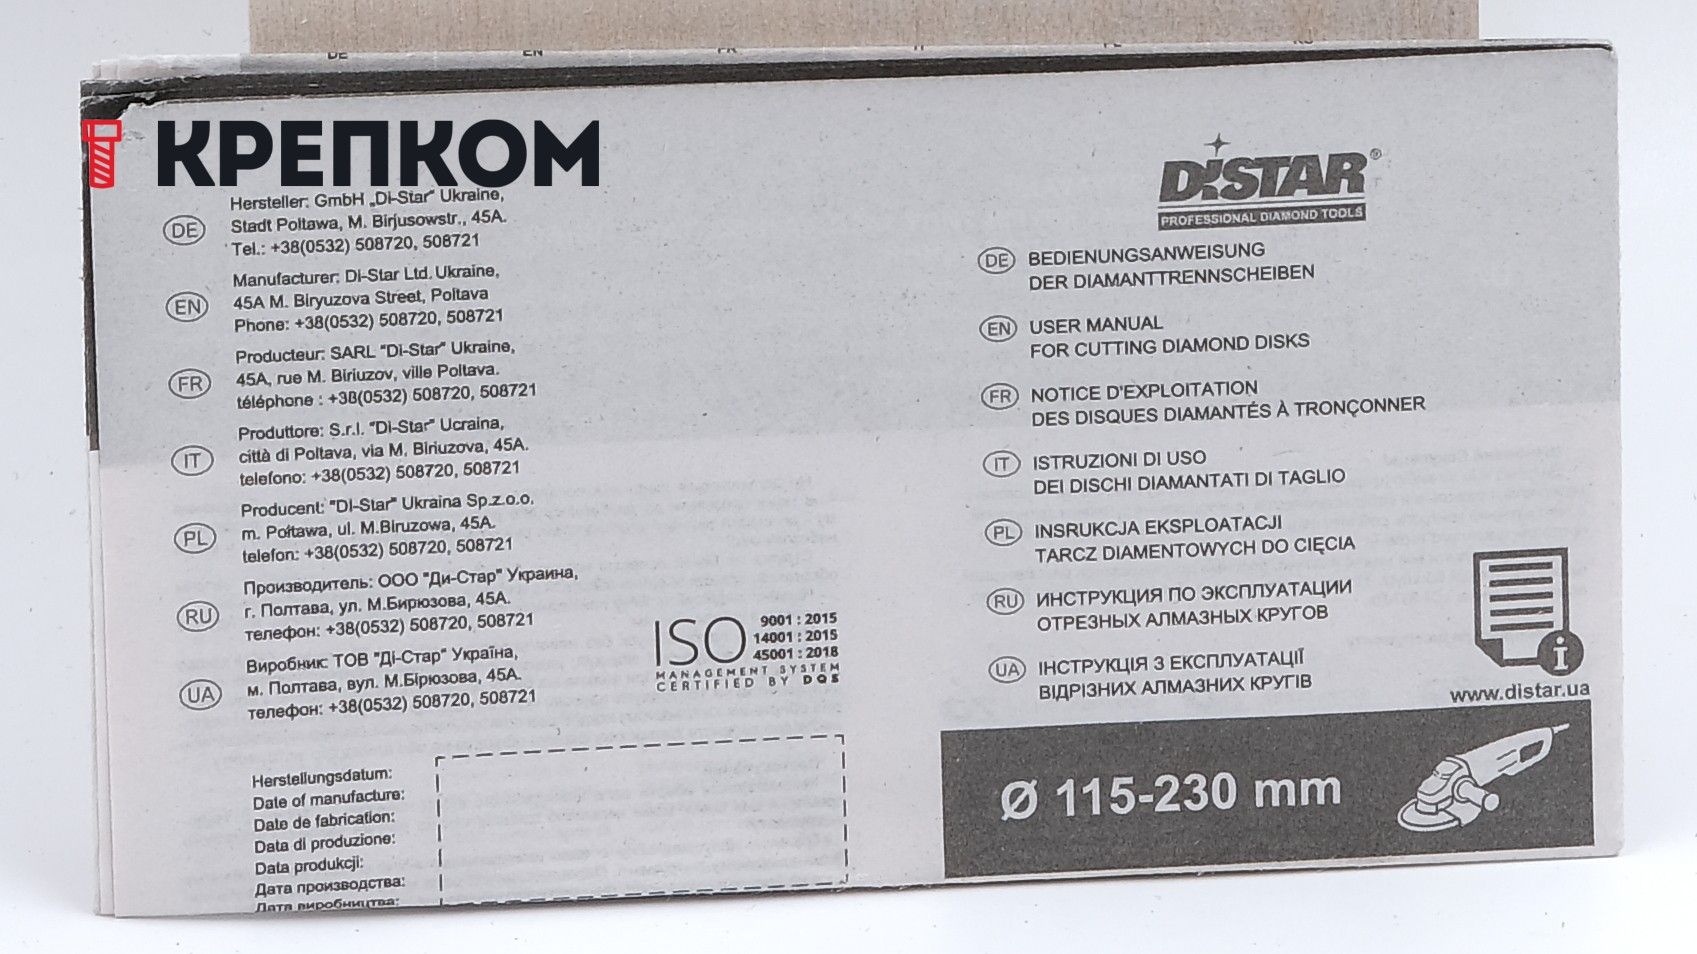 DE EN FR IT PL RU
КРЕПКОМ
DE
Hersteller: GmbH „Di-Star" Ukraine,
Stadt Poltawa, M. Birjusowstr., 45A.
Tel.: +38(0532) 508720, 508721
EN
Manufacturer: Di-Star Ltd. Ukraine,
45A M. Biryuzova Street, Poltava
Phone: +38(0532) 508720, 508721
FR
Producteur: SARL "Di-Star" Ukraine,
45A, rue M. Biriuzov, ville Poltava.
téléphone : +38(0532) 508720, 508721
IT
Produttore: S.r.l. "Di-Star" Ucraina,
città di Poltava, via M. Biriuzova, 45A.
telefono: +38(0532) 508720, 508721
PL
Producent: "DI-Star" Ukraina Sp.z.o.o.
m. Połtawa, ul. M.Biruzowa, 45A.
telefon: +38(0532) 508720, 508721
RU
Производитель: ООО "Ди-Стар" Украина,
г. Полтава, ул. М.Бирюзова, 45А.
телефон: +38(0532) 508720, 508721
UA
Виробник: ТОВ "Ді-Стар" Україна,
м. Полтава, вул. М.Бірюзова, 45А.
телефон: +38(0532) 508720, 508721
ISO
9001 : 2015
14001 : 2015
45001 : 2018
MANAGEMENT SYSTEM
CERTIFIED BY DQS
Herstellungsdatum:
Date of manufacture:
Date de fabrication:
Data di produzione:
Data produkcji:
Дата производства:
Дата виробництва:
DiSTAR®
PROFESSIONAL DIAMOND TOOLS
DE BEDIENUNGSANWEISUNG
DER DIAMANTTRENNSCHEIBEN
EN USER MANUAL
FOR CUTTING DIAMOND DISKS
FR NOTICE D'EXPLOITATION
DES DISQUES DIAMANTÉS À TRONÇONNER
IT ISTRUZIONI DI USO
DEI DISCHI DIAMANTATI DI TAGLIO
PL INSRUKCJA EKSPLOATACJI
TARCZ DIAMENTOWYCH DO CIĘCIA
RU ИНСТРУКЦИЯ ПО ЭКСПЛУАТАЦИИ
ОТРЕЗНЫХ АЛМАЗНЫХ КРУГОВ
UA ІНСТРУКЦІЯ З ЕКСПЛУАТАЦІЇ
ВІДРІЗНИХ АЛМАЗНИХ КРУГІВ
i
www.distar.ua
Ø 115-230 mm